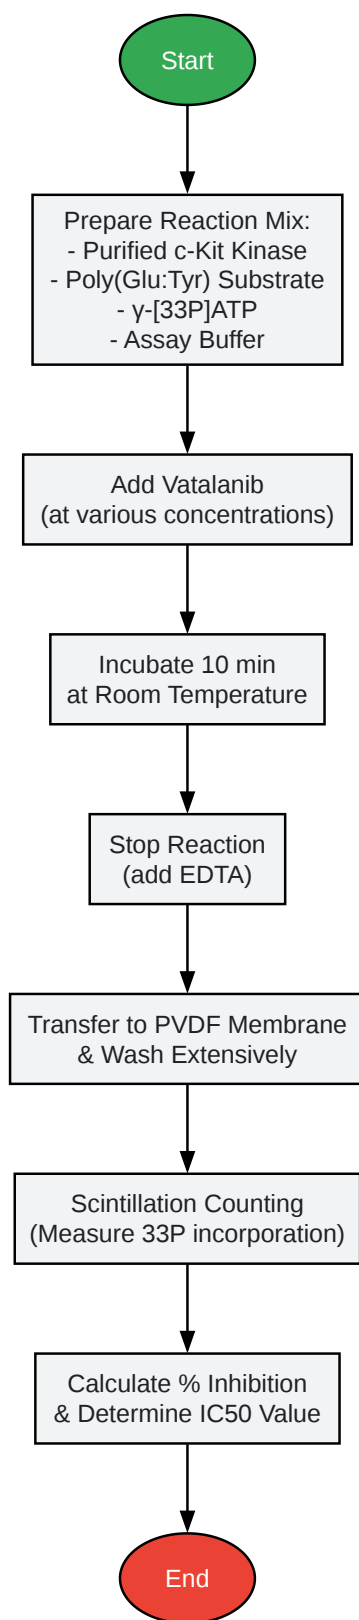 Start
Prepare Reaction Mix:
- Purified c-Kit Kinase
- Poly(Glu:Tyr) Substrate
- γ-[33P]ATP
- Assay Buffer
Add Vatalanib
(at various concentrations)
Incubate 10 min
at Room Temperature
Stop Reaction
(add EDTA)
Transfer to PVDF Membrane
& Wash Extensively
Scintillation Counting
(Measure 33P incorporation)
Calculate % Inhibition
& Determine IC50 Value
End